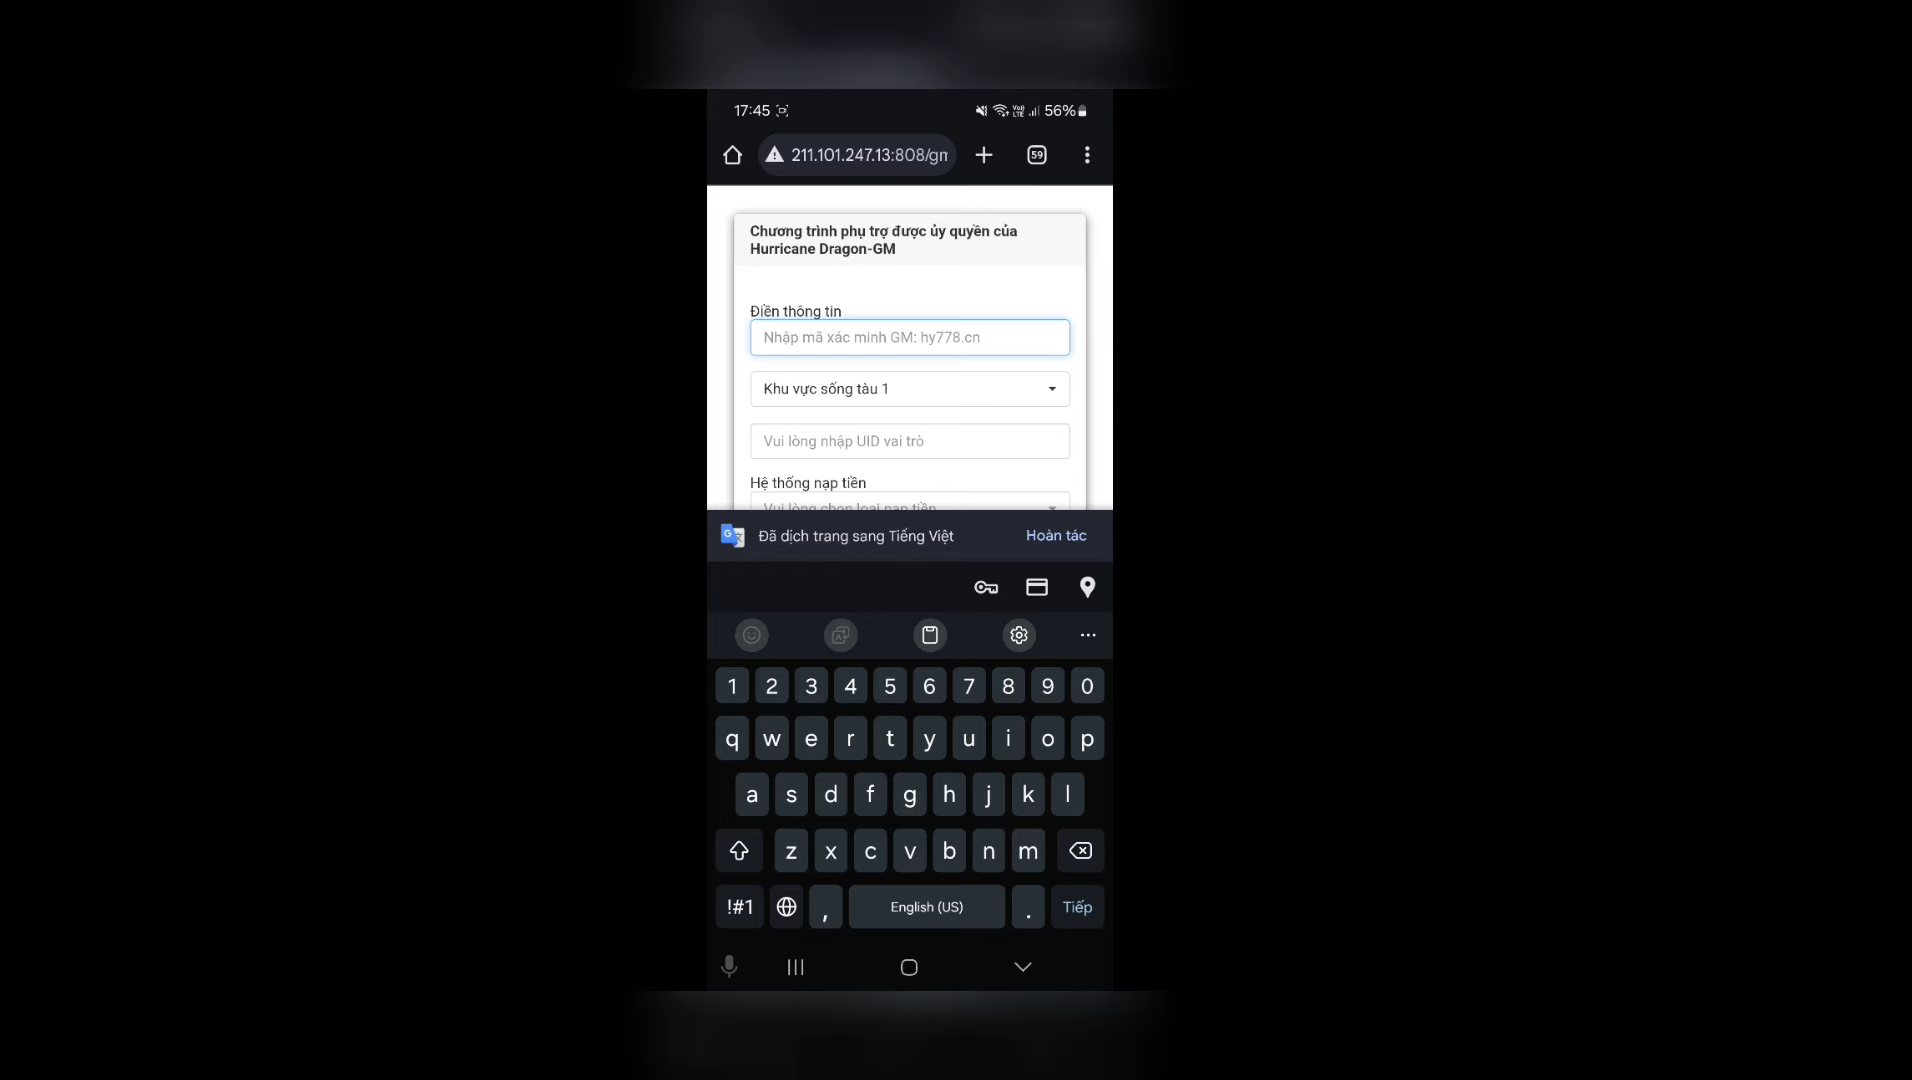 17:45 56%
211.101.247.13:808/gm 59
Chương trình phụ trợ được ủy quyền của
Hurricane Dragon-GM
Điền thông tin
Nhập mã xác minh GM: hy778.cn
Khu vực sống tàu 1
Vui lòng nhập UID vai trò
Hệ thống nạp tiền
Vui lòng chọn loại nạp tiền
Đã dịch trang sang Tiếng Việt Hoàn tác
1 2 3 4 5 6 7 8 9 0
q w e r t y u i o p
a s d f g h j k l
z x c v b n m
!#1 , English (US) . Tiếp